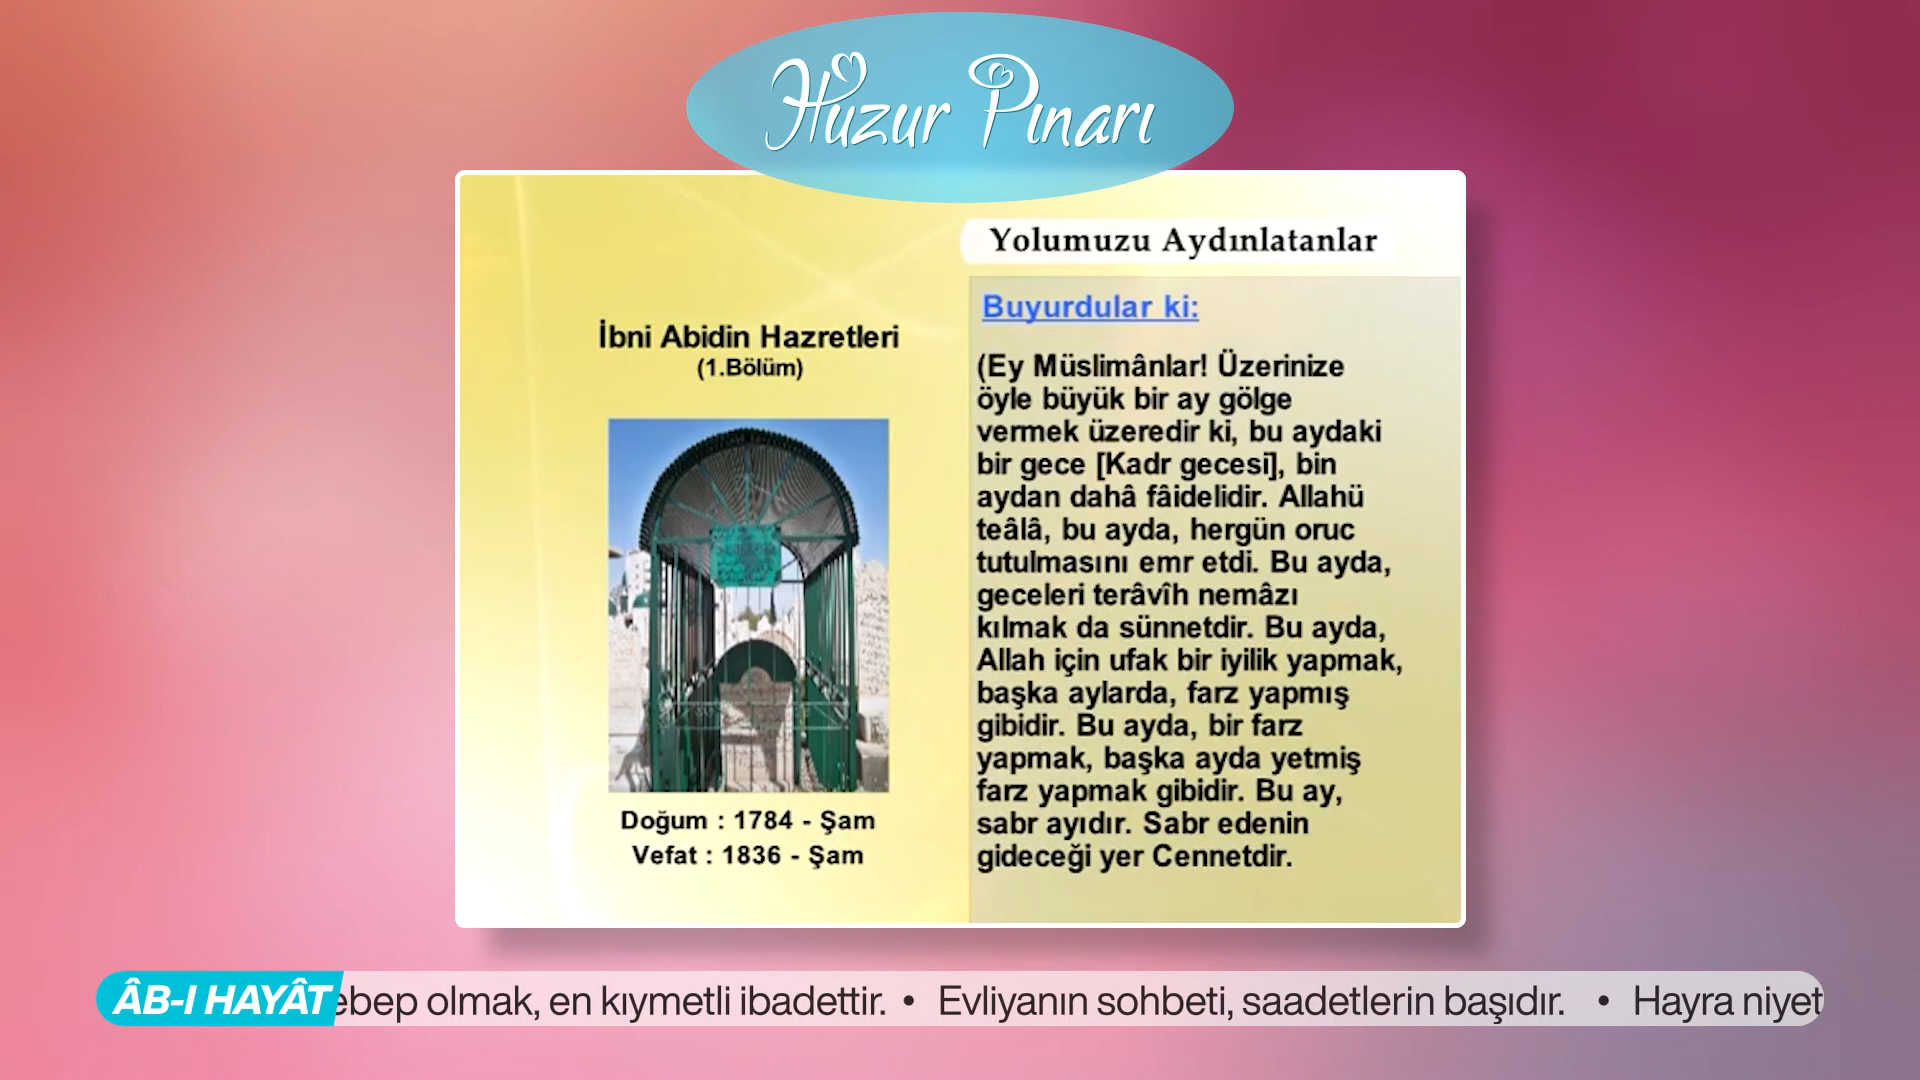 Huzur Pınarı
Yolumuzu Aydınlatanlar
İbni Abidin Hazretleri
(1.Bölüm)
Doğum : 1784 - Şam
Vefat : 1836 - Şam
Buyurdular ki:
(Ey Müslimânlar! Üzerinize
öyle büyük bir ay gölge
vermek üzeredir ki, bu aydaki
bir gece [Kadr gecesi], bin
aydan dahâ fâidelidir. Allahü
teâlâ, bu ayda, hergün oruc
tutulmasını emr etdi. Bu ayda,
geceleri terâvîh nemâzı
kılmak da sünnetdir. Bu ayda,
Allah için ufak bir iyilik yapmak,
başka aylarda, farz yapmış
gibidir. Bu ayda, bir farz
yapmak, başka ayda yetmiş
farz yapmak gibidir. Bu ay,
sabr ayıdır. Sabr edenin
gideceği yer Cennetdir.
ÂB-I HAYÂT ebep olmak, en kıymetli ibadettir. • Evliyanın sohbeti, saadetlerin başıdır. • Hayra niyet